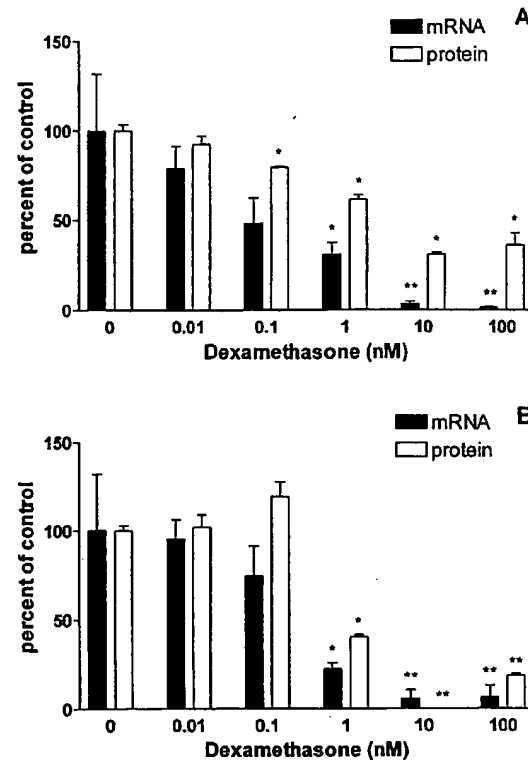 A
mRNA
protein
150
100
50
0
percent of control
*
*
*
*
*
**
**
0 0.01 0.1 1 10 100
Dexamethasone (nM)
B
mRNA
protein
150
100
50
0
percent of control
*
*
**
**
**
**
0 0.01 0.1 1 10 100
Dexamethasone (nM)